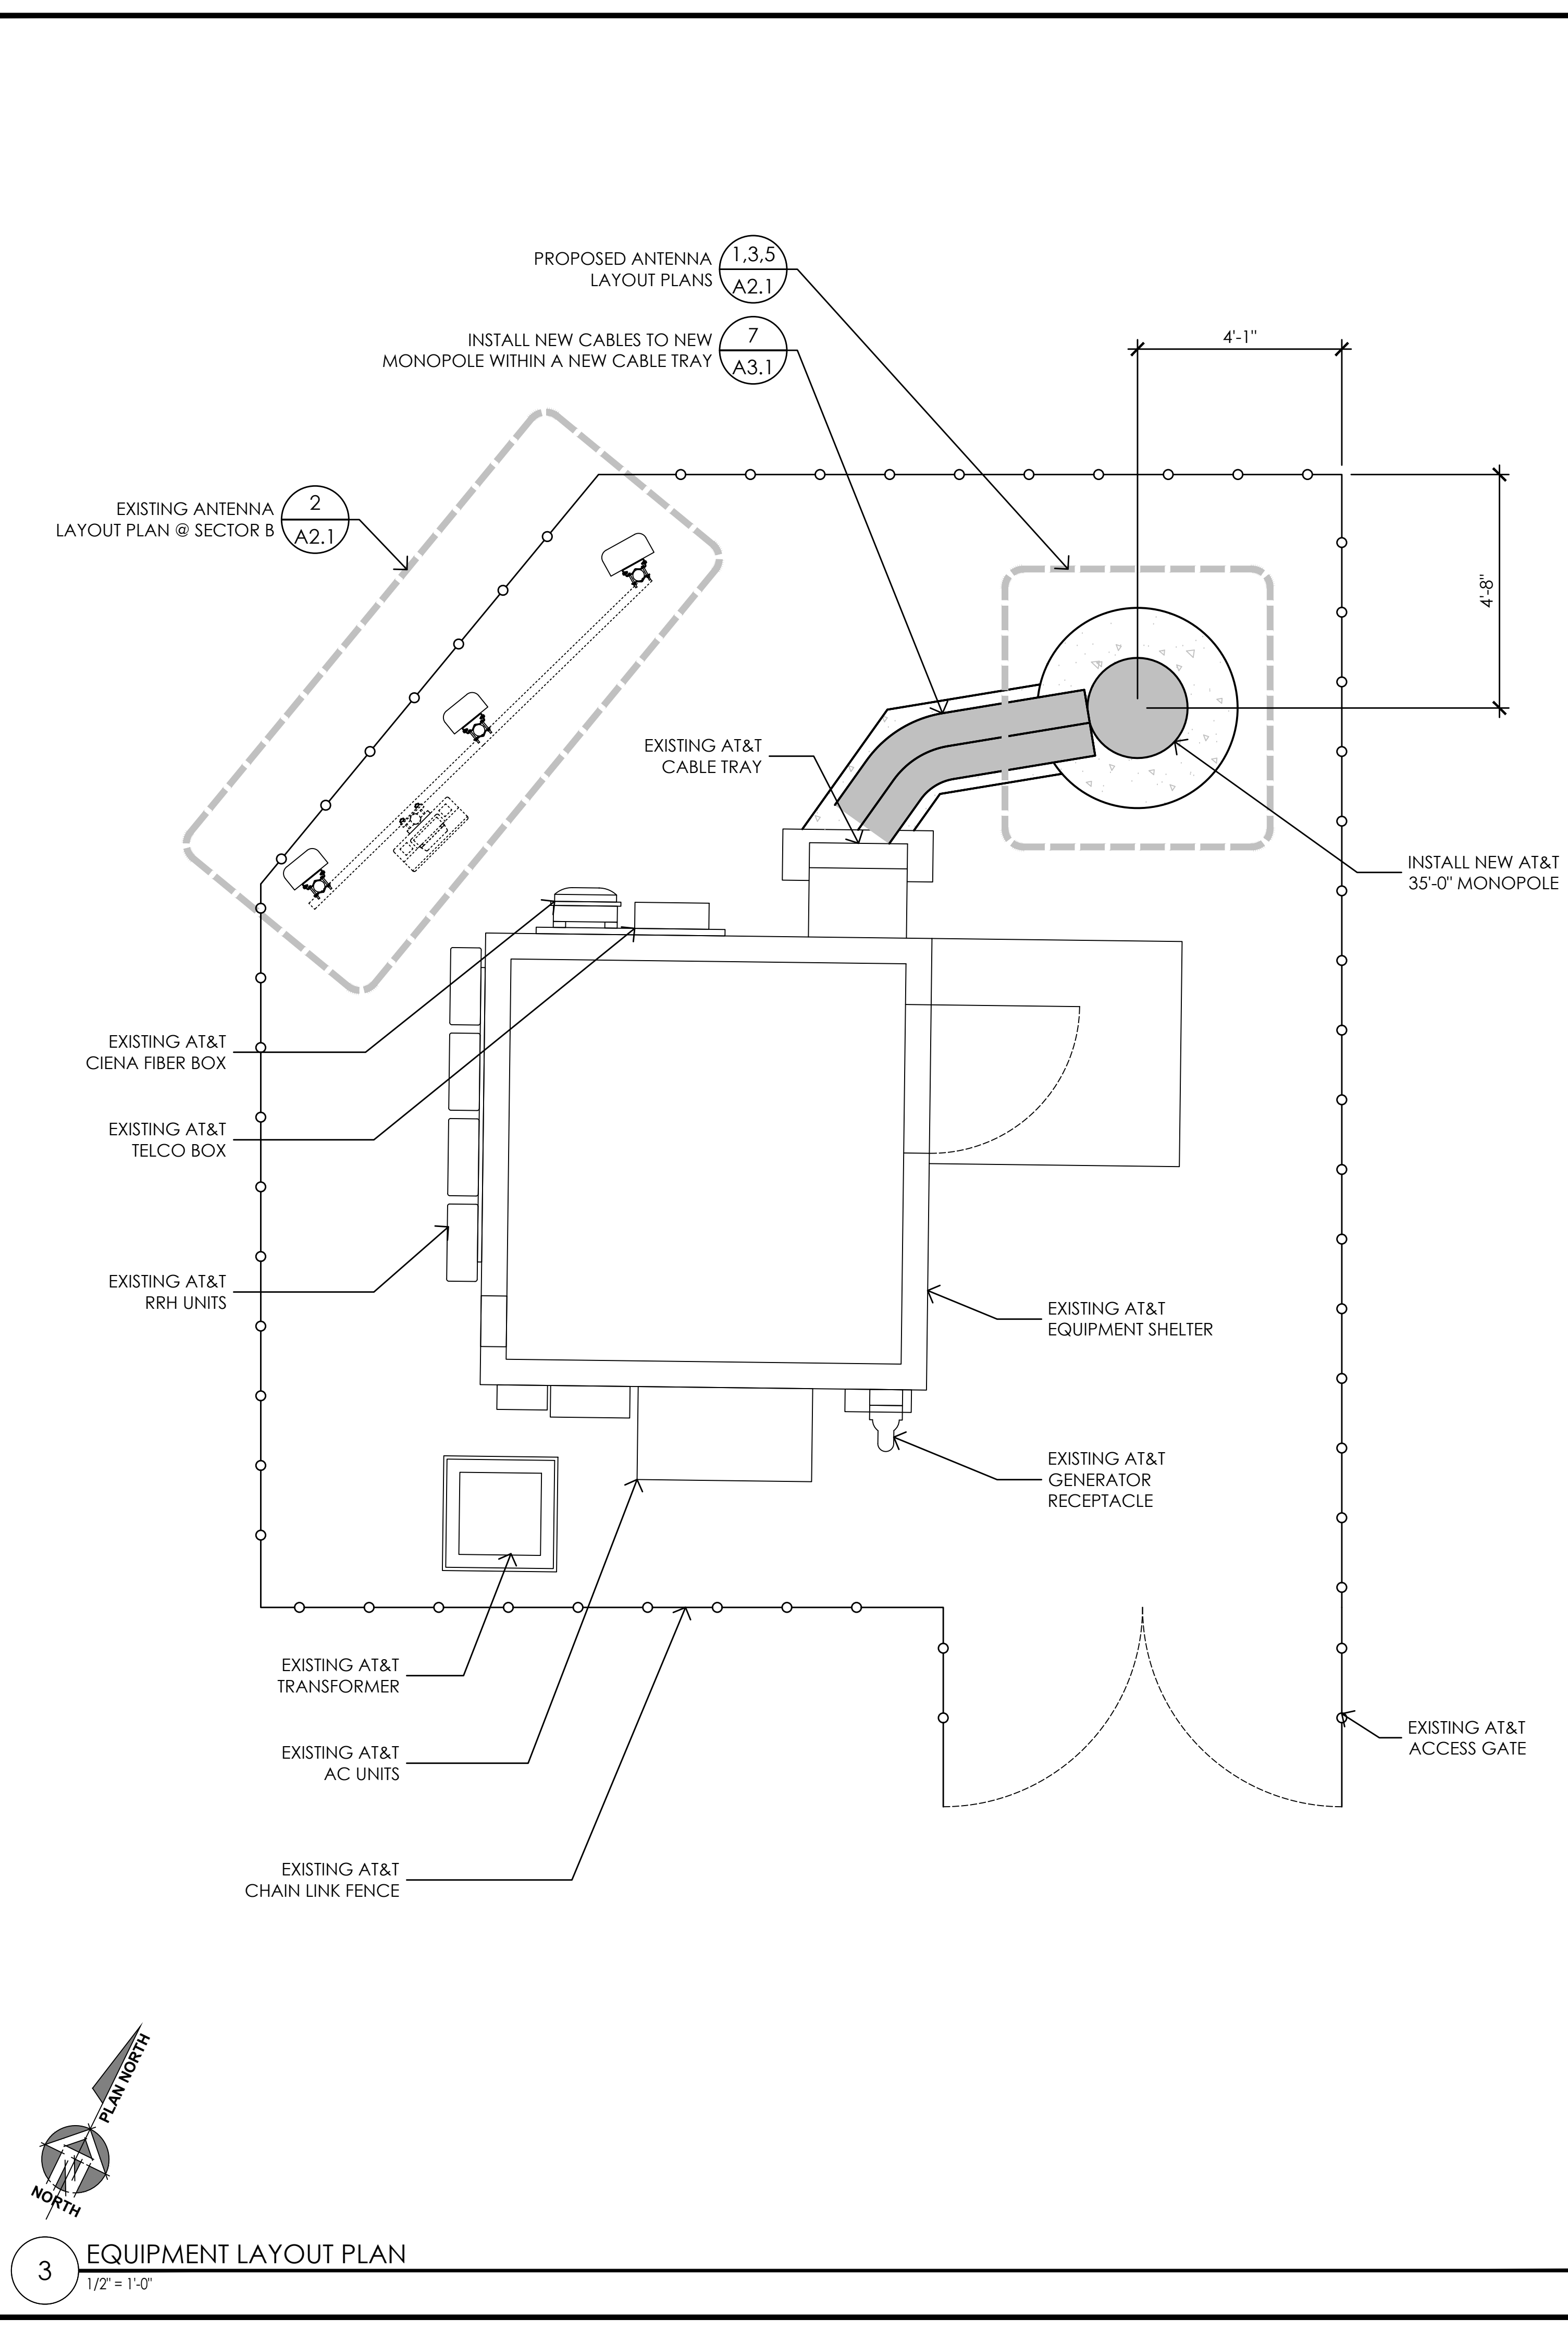 PROPOSED ANTENNA
LAYOUT PLANS
1,3,5
A2.1
INSTALL NEW CABLES TO NEW
MONOPOLE WITHIN A NEW CABLE TRAY
7
A3.1
4'-1"
EXISTING ANTENNA
LAYOUT PLAN @ SECTOR B
2
A2.1
4'-8"
EXISTING AT&T
CABLE TRAY
INSTALL NEW AT&T
35'-0" MONOPOLE
EXISTING AT&T
CIENA FIBER BOX
EXISTING AT&T
TELCO BOX
EXISTING AT&T
RRH UNITS
EXISTING AT&T
EQUIPMENT SHELTER
EXISTING AT&T
GENERATOR
RECEPTACLE
EXISTING AT&T
TRANSFORMER
EXISTING AT&T
ACCESS GATE
EXISTING AT&T
AC UNITS
EXISTING AT&T
CHAIN LINK FENCE
PLAN NORTH
N
NORTH
3
EQUIPMENT LAYOUT PLAN
1/2" = 1'-0"